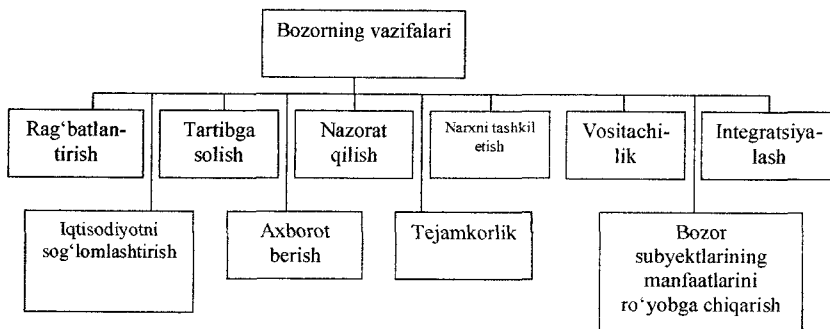 Bozorning vazifalari
Rag‘batlan-
tirish
Tartibga
solish
Nazorat
qilish
Narxni tashkil
etish
Vositachi-
lik
Integratsiya-
lash
Iqtisodiyotni
sog‘lomlashtirish
Axborot
berish
Tejamkorlik
Bozor
subyektlarining
manfaatlarini
ro‘yobga chiqarish